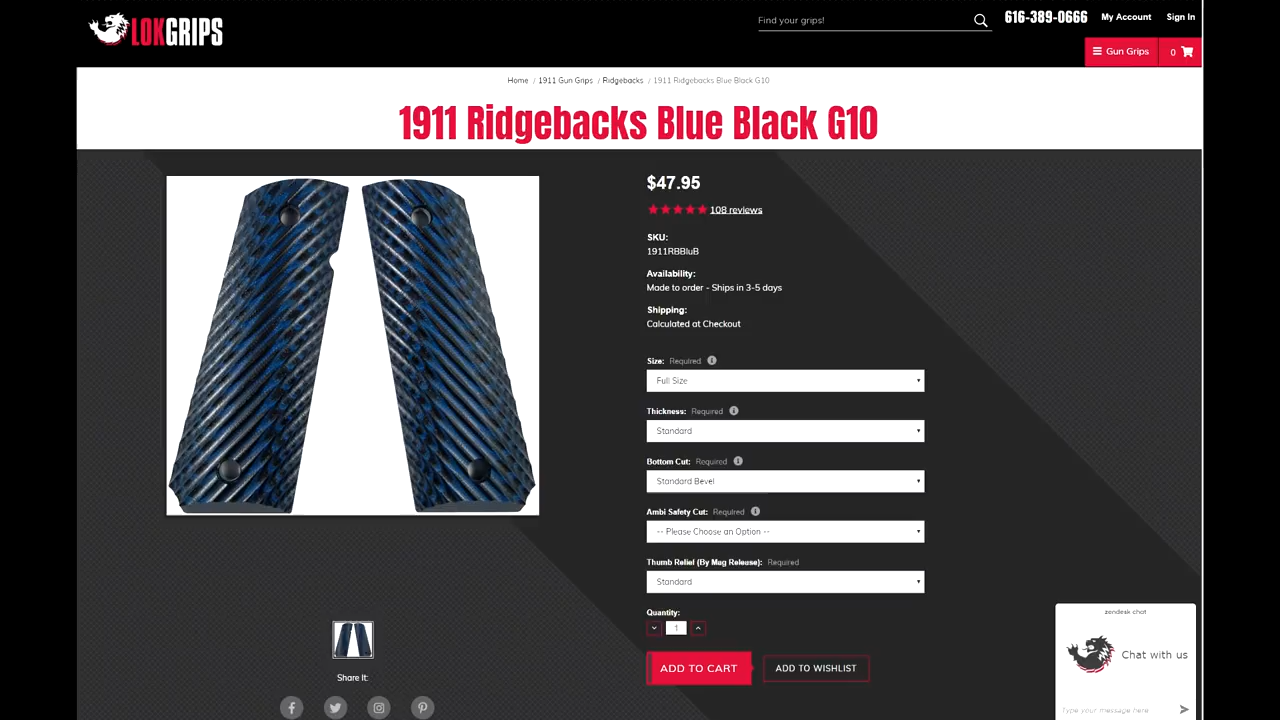 LOKGRIPS
Find your grips!
616-389-0666
My Account
Sign In
Gun Grips
0
Home / 1911 Gun Grips / Ridgebacks / 1911 Ridgebacks Blue Black G10
1911 Ridgebacks Blue Black G10
$47.95
108 reviews
SKU:
1911RBBluB
Availability:
Made to order - Ships in 3-5 days
Shipping:
Calculated at Checkout
Size: Required
Full Size
Thickness: Required
Standard
Bottom Cut: Required
Standard Bevel
Ambi Safety Cut: Required
-- Please Choose an Option --
Thumb Relief (By Mag Release): Required
Standard
Quantity:
1
ADD TO CART
ADD TO WISHLIST
Share It:
zendesk chat
Chat with us
Type your message here